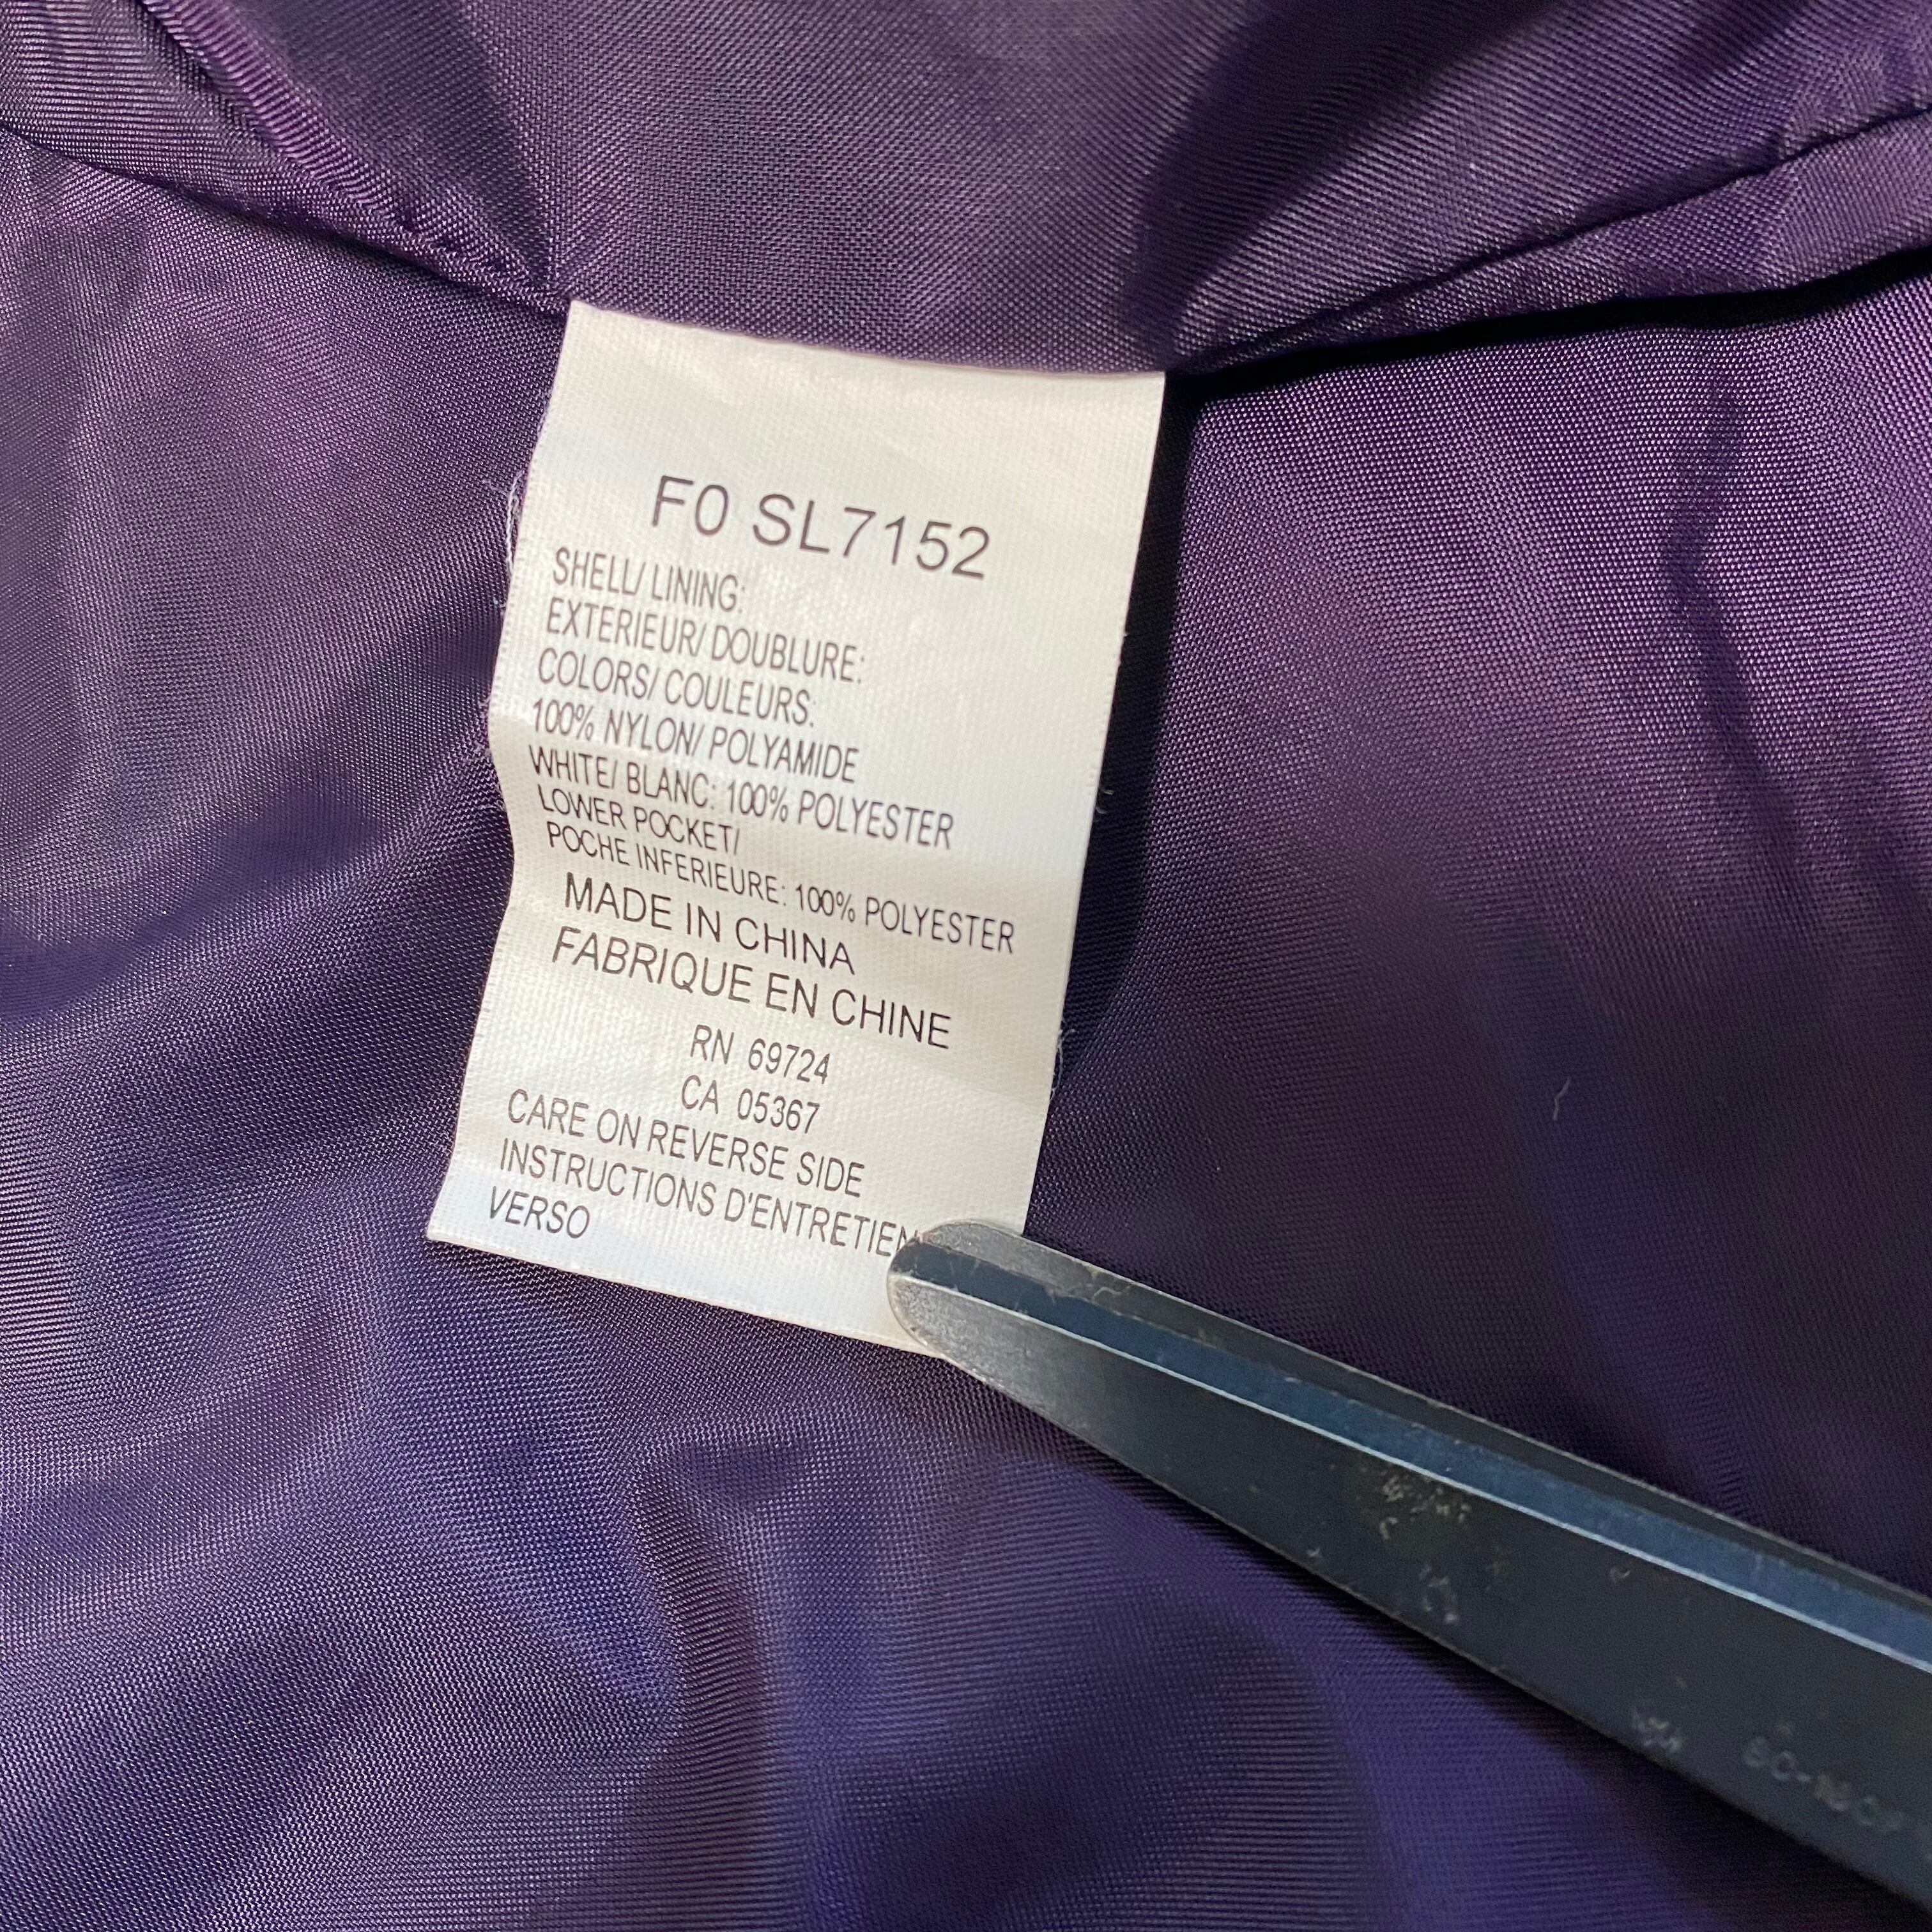 F0 SL7152
SHELL/ LINING:
EXTERIEUR/ DOUBLURE:
COLORS/ COULEURS:
100% NYLON/ POLYAMIDE
WHITE/ BLANC: 100% POLYESTER
LOWER POCKET/
POCHE INFERIEURE: 100% POLYESTER
MADE IN CHINA
FABRIQUE EN CHINE
RN 69724
CA 05367
CARE ON REVERSE SIDE
INSTRUCTIONS D'ENTRETIEN
VERSO